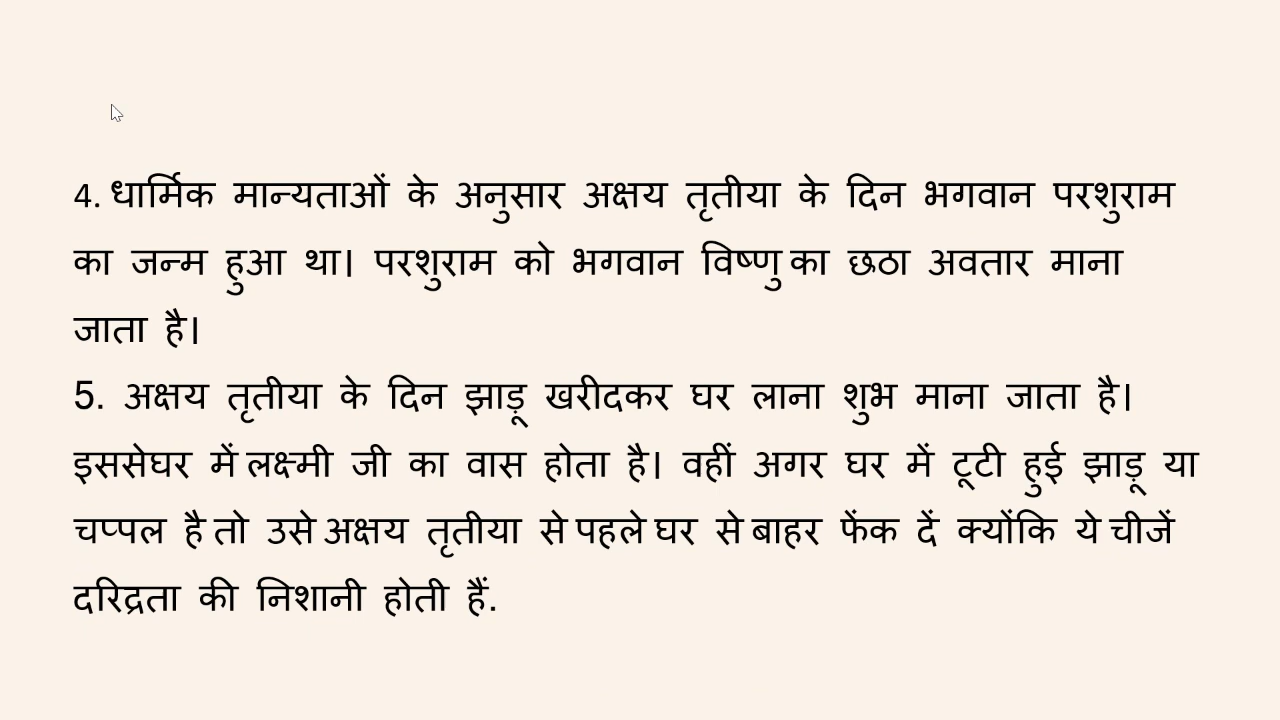 4. धार्मिक मान्यताओं के अनुसार अक्षय तृतीया के दिन भगवान परशुराम
का जन्म हुआ था। परशुराम को भगवान विष्णु का छठा अवतार माना
जाता है।
5. अक्षय तृतीया के दिन झाड़ू खरीदकर घर लाना शुभ माना जाता है।
इससेघर में लक्ष्मी जी का वास होता है। वहीं अगर घर में टूटी हुई झाड़ू या
चप्पल है तो उसे अक्षय तृतीया से पहले घर से बाहर फेंक दें क्योंकि ये चीजें
दरिद्रता की निशानी होती हैं.